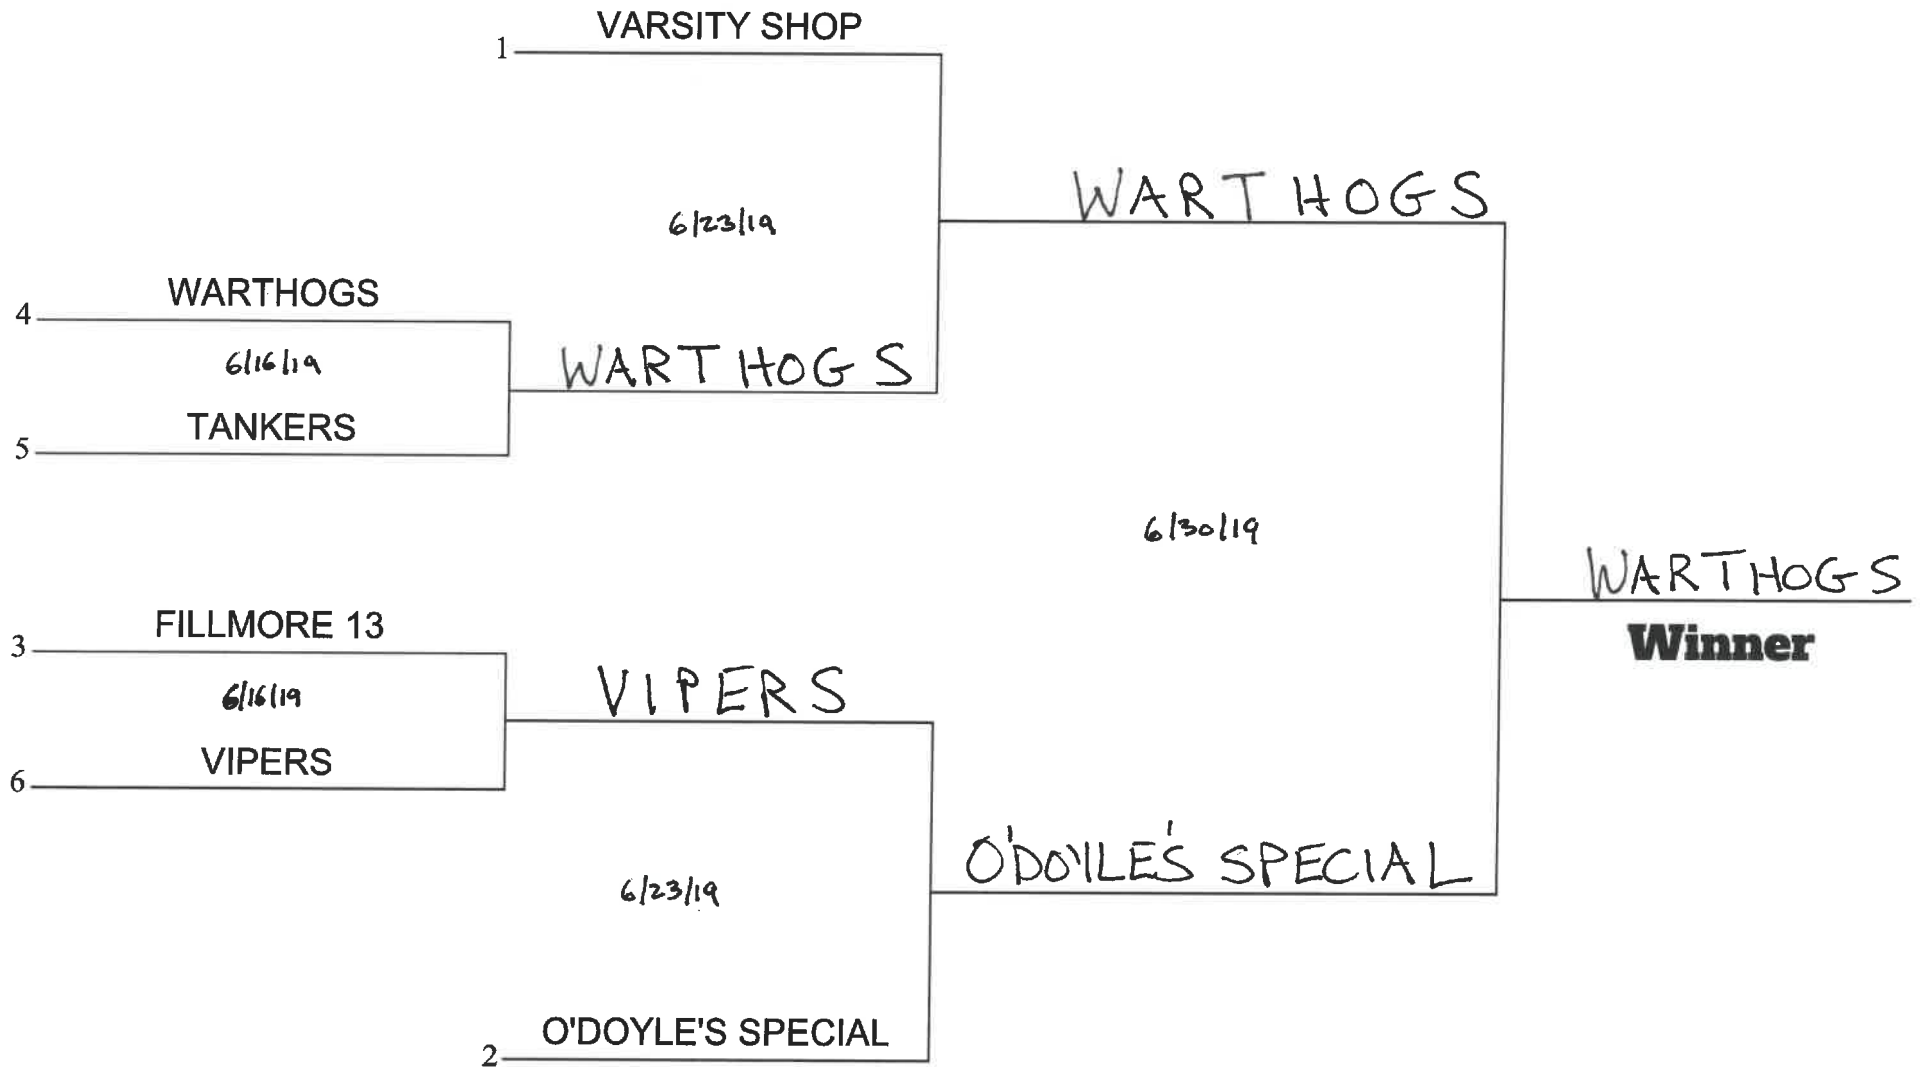 VARSITY SHOP
1
WARTHOGS
6/23/19
WARTHOGS
4
6/16/19
WARTHOGS
TANKERS
5
6/30/19
WARTHOGS
Winner
FILLMORE 13
3
6/16/19
VIPERS
VIPERS
6
O'DOYLE'S SPECIAL
6/23/19
O'DOYLE'S SPECIAL
2